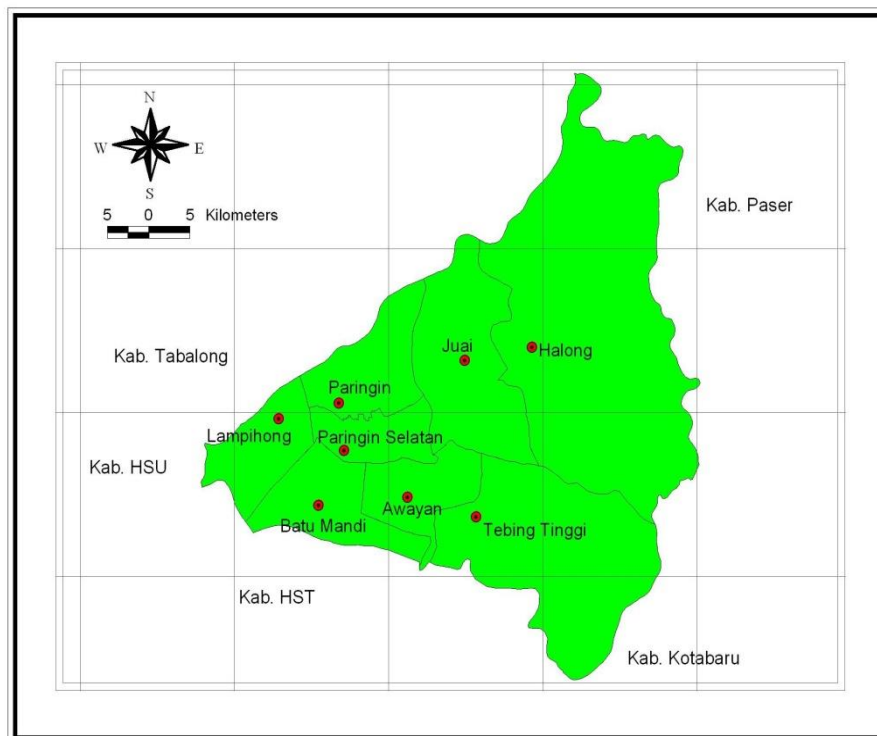 N
W E
S
5 0 5 Kilometers
Kab. Paser
Kab. Tabalong
Juai
Halong
Paringin
Lampihong
Paringin Selatan
Kab. HSU
Awayan
Batu Mandi
Tebing Tinggi
Kab. HST
Kab. Kotabaru